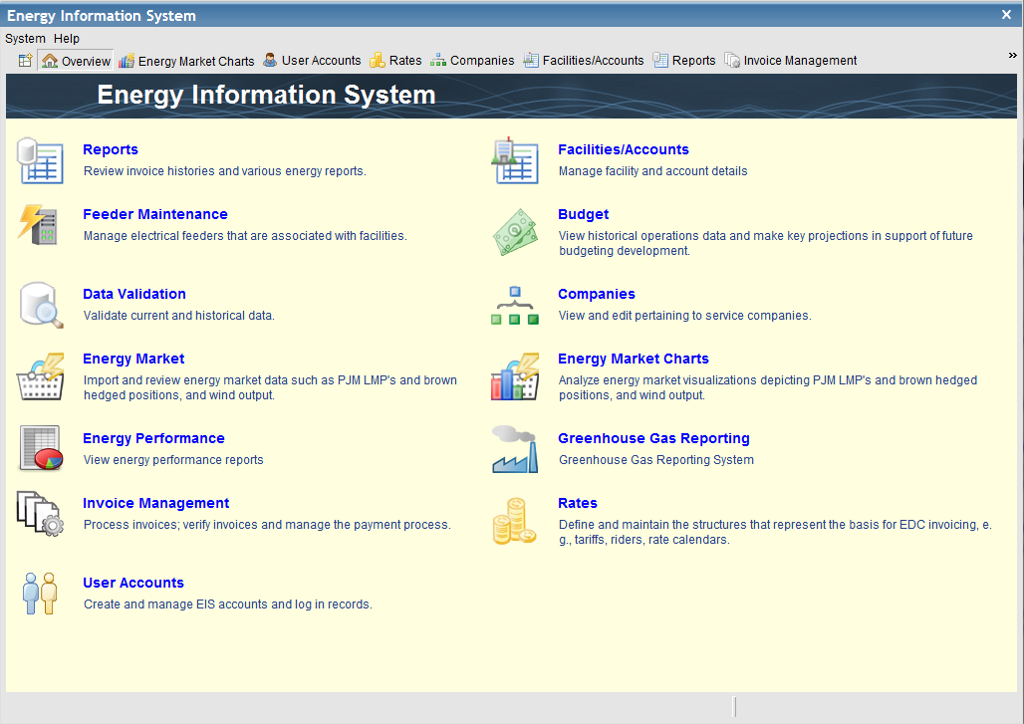 Energy Information System
System Help
Overview Energy Market Charts User Accounts Rates Companies Facilities/Accounts Reports Invoice Management »
Energy Information System
Reports
Review invoice histories and various energy reports.
Facilities/Accounts
Manage facility and account details
Feeder Maintenance
Manage electrical feeders that are associated with facilities.
Budget
View historical operations data and make key projections in support of future
budgeting development.
Data Validation
Validate current and historical data.
Companies
View and edit pertaining to service companies.
Energy Market
Import and review energy market data such as PJM LMP's and brown
hedged positions, and wind output.
Energy Market Charts
Analyze energy market visualizations depicting PJM LMP's and brown hedged
positions, and wind output.
Energy Performance
View energy performance reports
Greenhouse Gas Reporting
Greenhouse Gas Reporting System
Invoice Management
Process invoices; verify invoices and manage the payment process.
Rates
Define and maintain the structures that represent the basis for EDC invoicing, e.
g., tariffs, riders, rate calendars.
User Accounts
Create and manage EIS accounts and log in records.